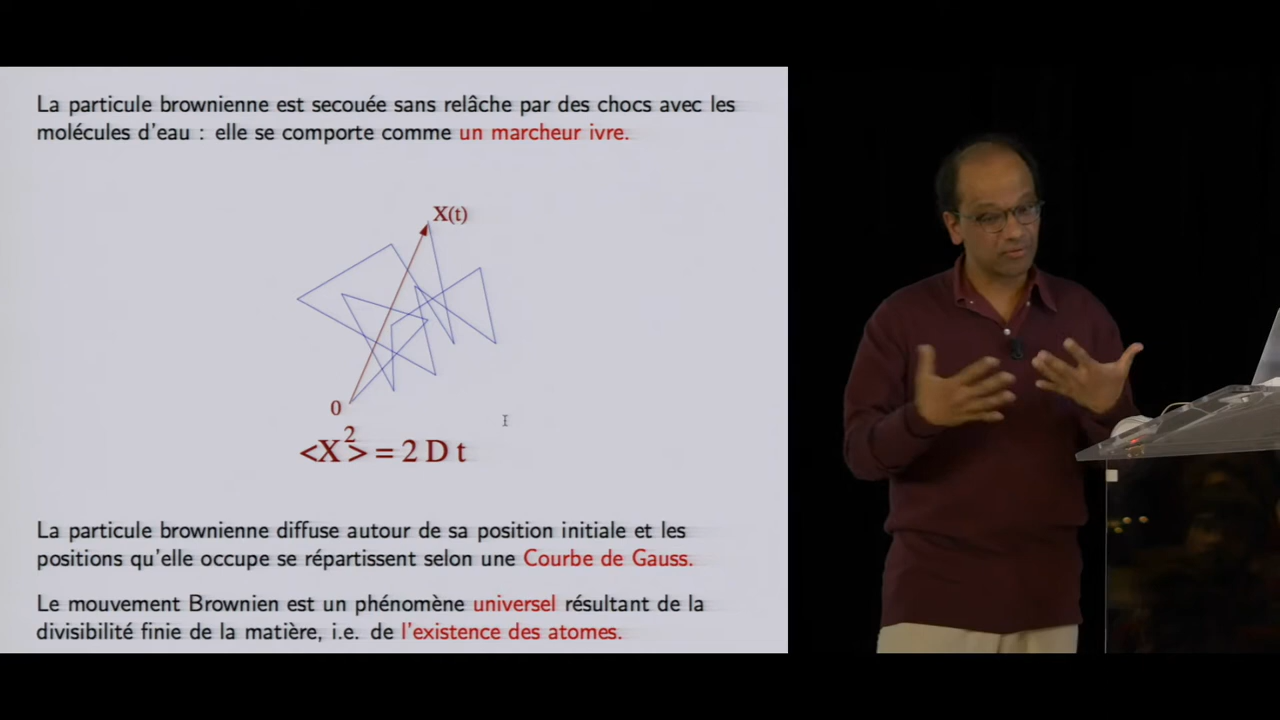 La particule brownienne est secouée sans relâche par des chocs avec les
molécules d'eau : elle se comporte comme un marcheur ivre.
X(t)
0
<X² > = 2 D t
La particule brownienne diffuse autour de sa position initiale et les
positions qu'elle occupe se répartissent selon une Courbe de Gauss.
Le mouvement Brownien est un phénomène universel résultant de la
divisibilité finie de la matière, i.e. de l'existence des atomes.